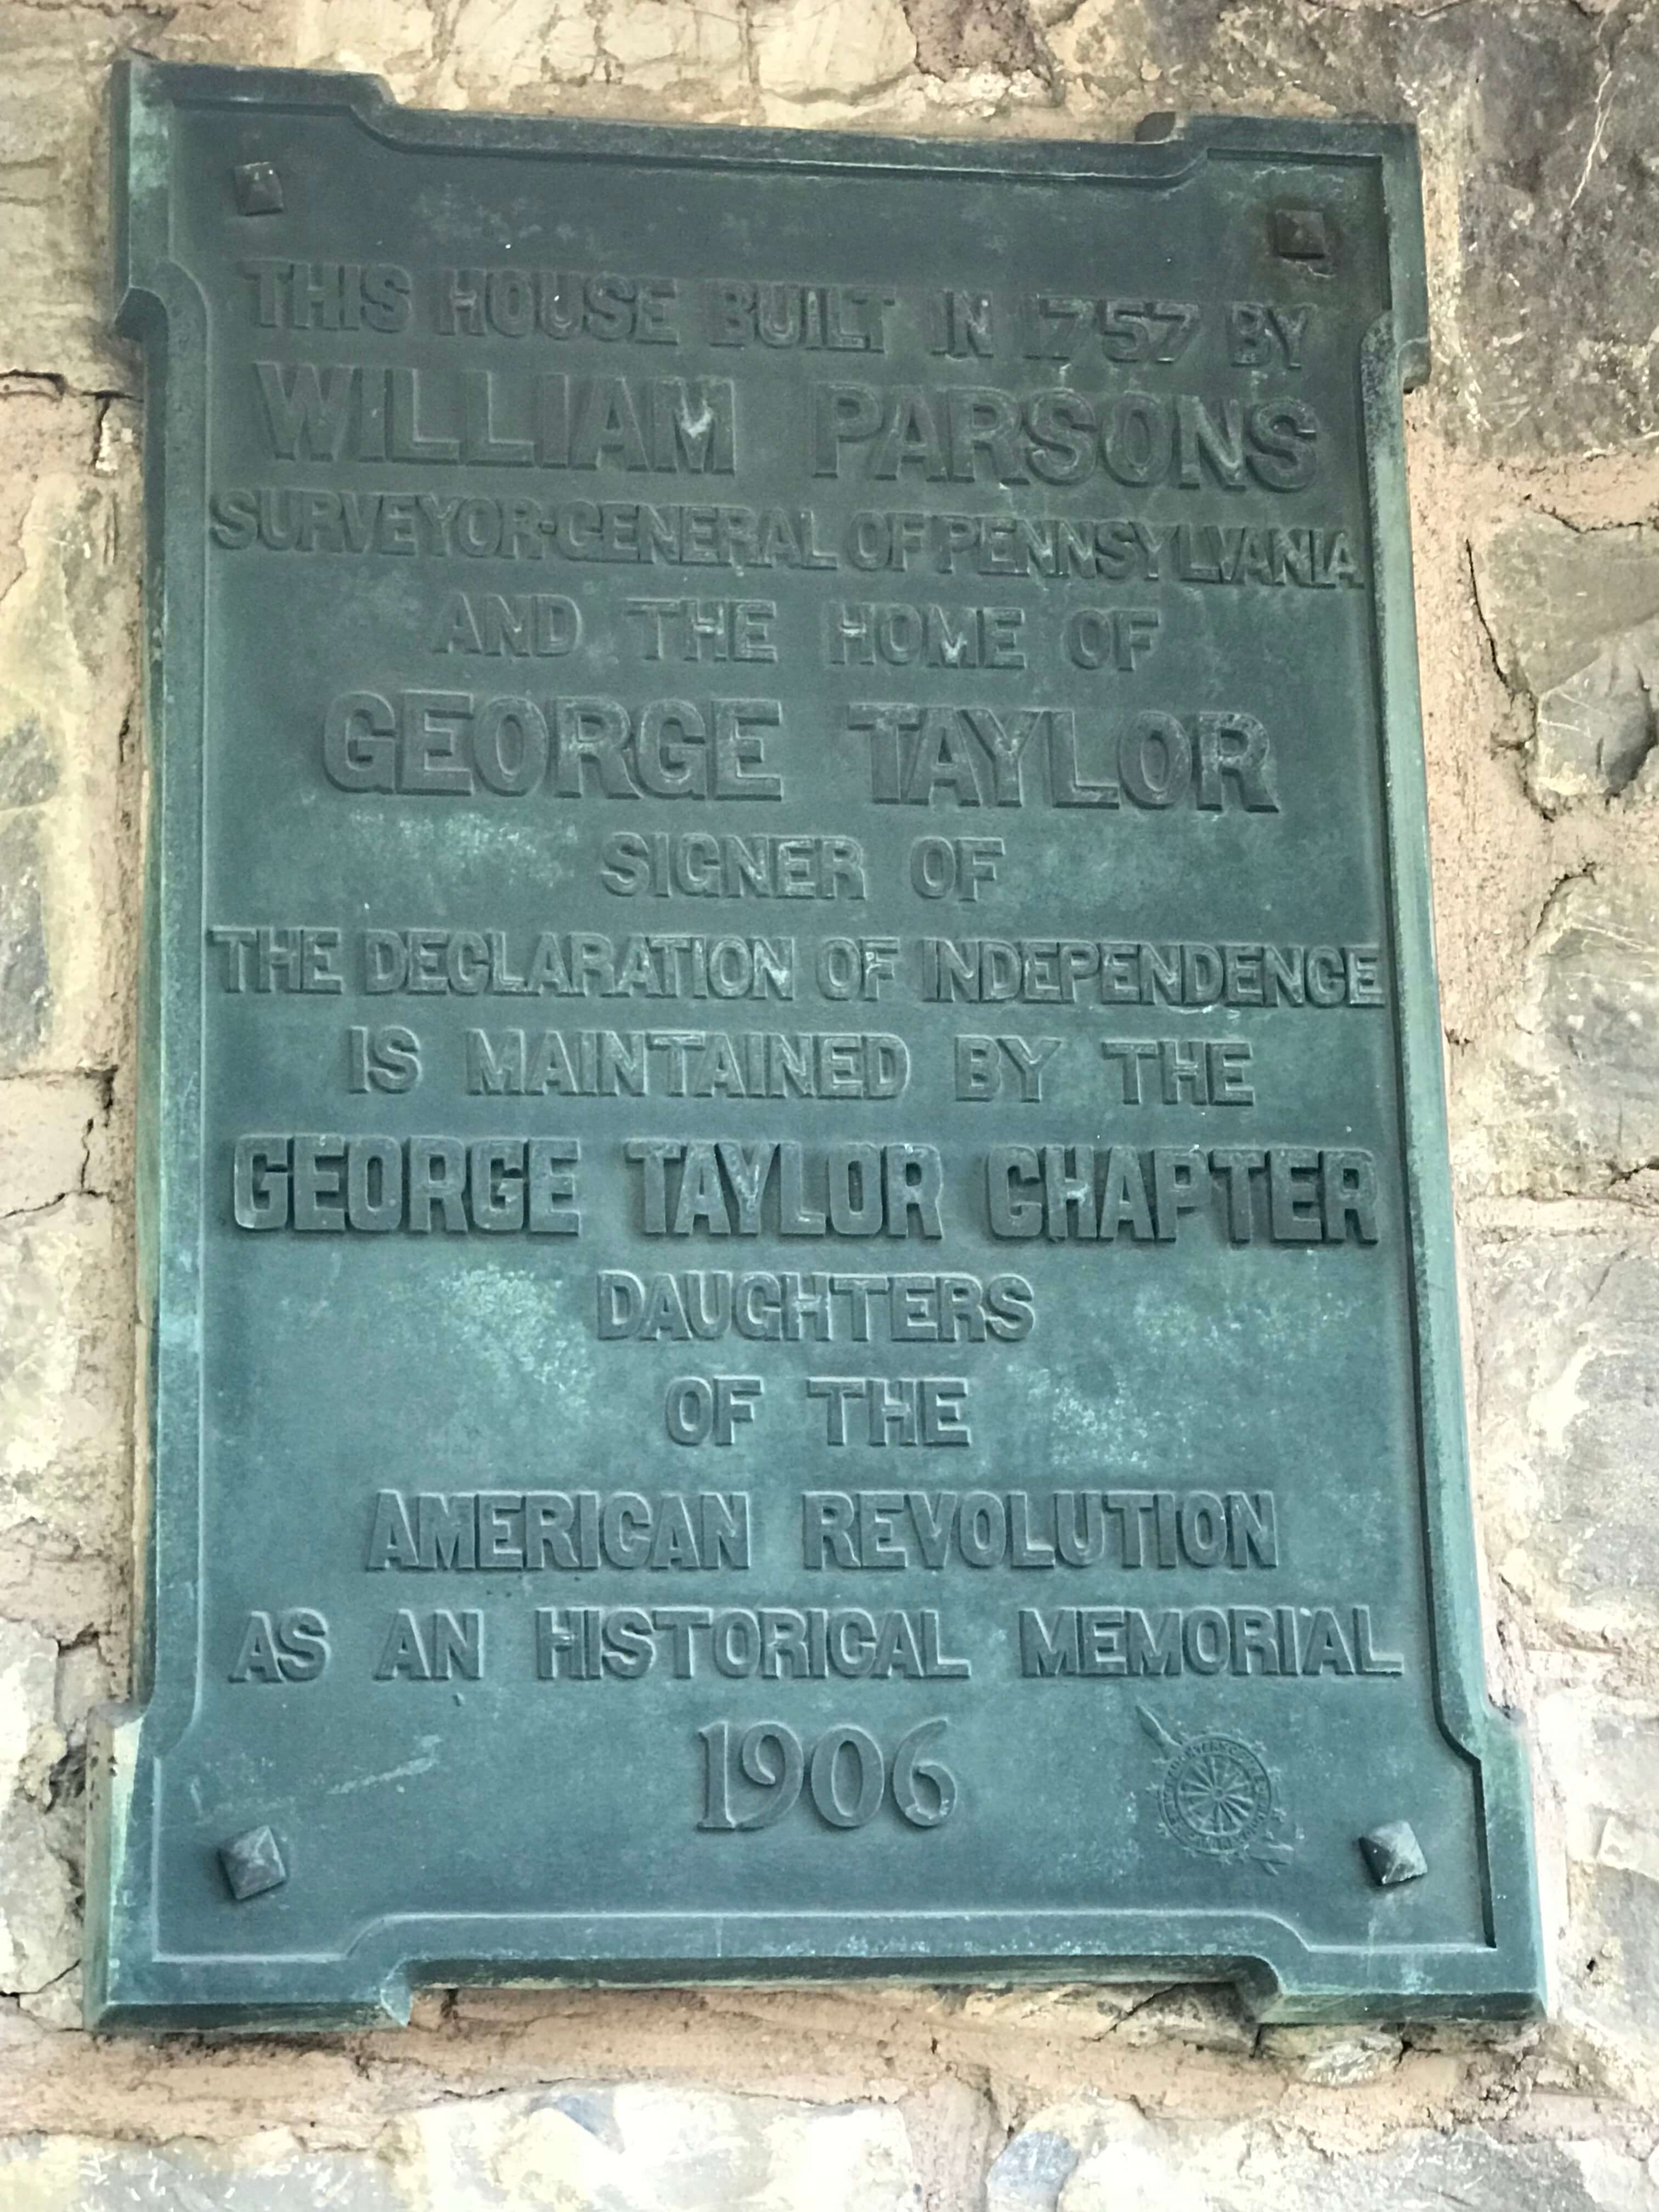 THIS HOUSE BUILT IN 1757 BY
WILLIAM PARSONS
SURVEYOR-GENERAL OF PENNSYLVANIA
AND THE HOME OF
GEORGE TAYLOR
SIGNER OF
THE DECLARATION OF INDEPENDENCE
IS MAINTAINED BY THE
GEORGE TAYLOR CHAPTER
DAUGHTERS
OF THE
AMERICAN REVOLUTION
AS AN HISTORICAL MEMORIAL
1906